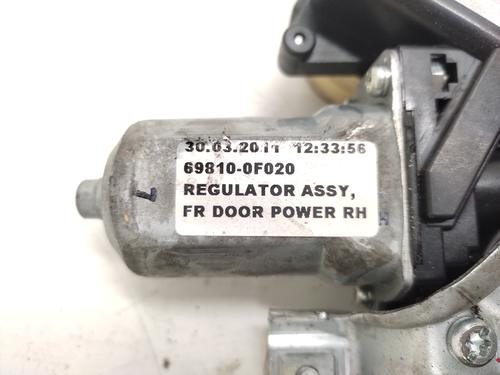 30.03.2011 12:33:56
69810-0F020
REGULATOR ASSY,
FR DOOR POWER RH
L